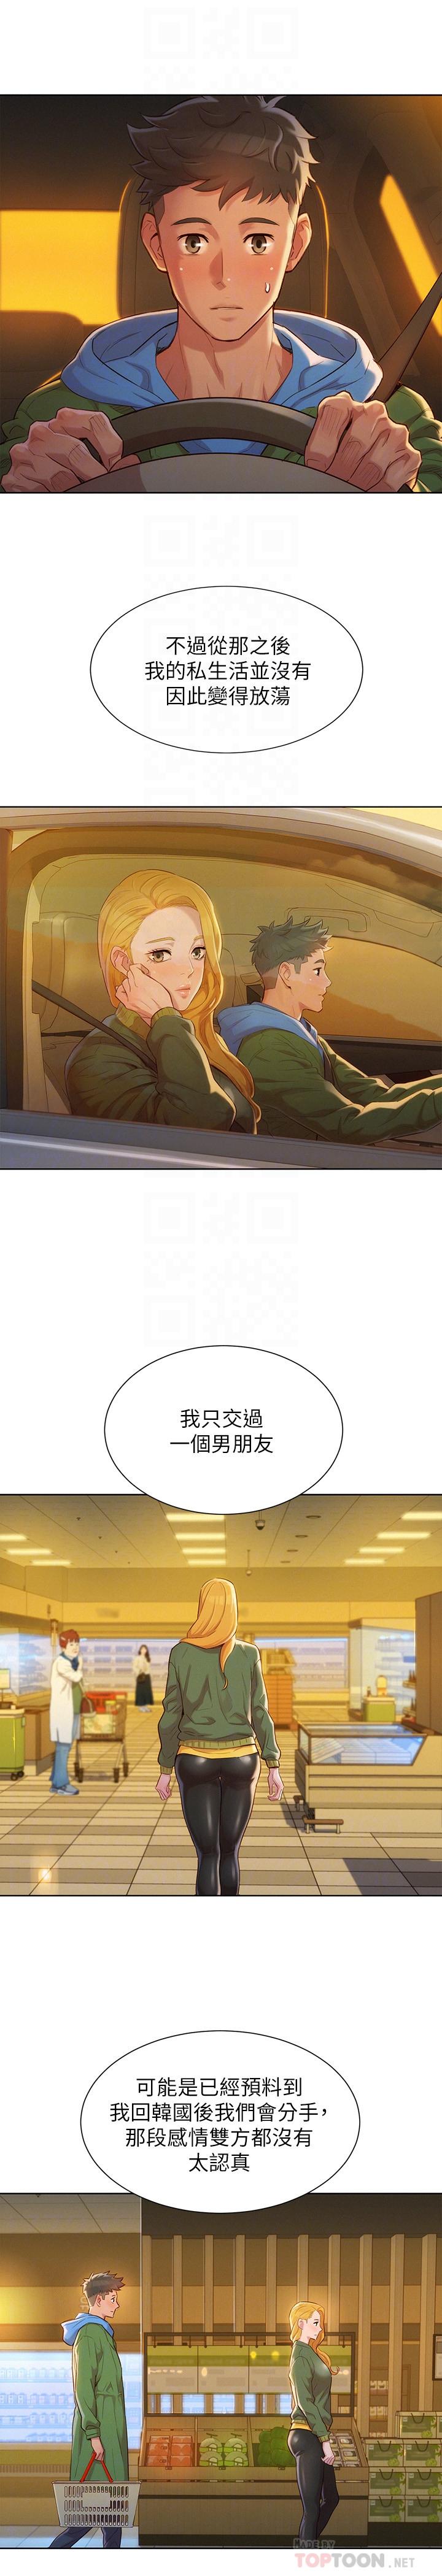 不過從那之後
我的私生活並沒有
因此變得放蕩
我只交過
一個男朋友
可能是已經預料到
我回韓國後我們會分手，
那段感情雙方都沒有
太認真
MADE BY
TOPTOON.NET